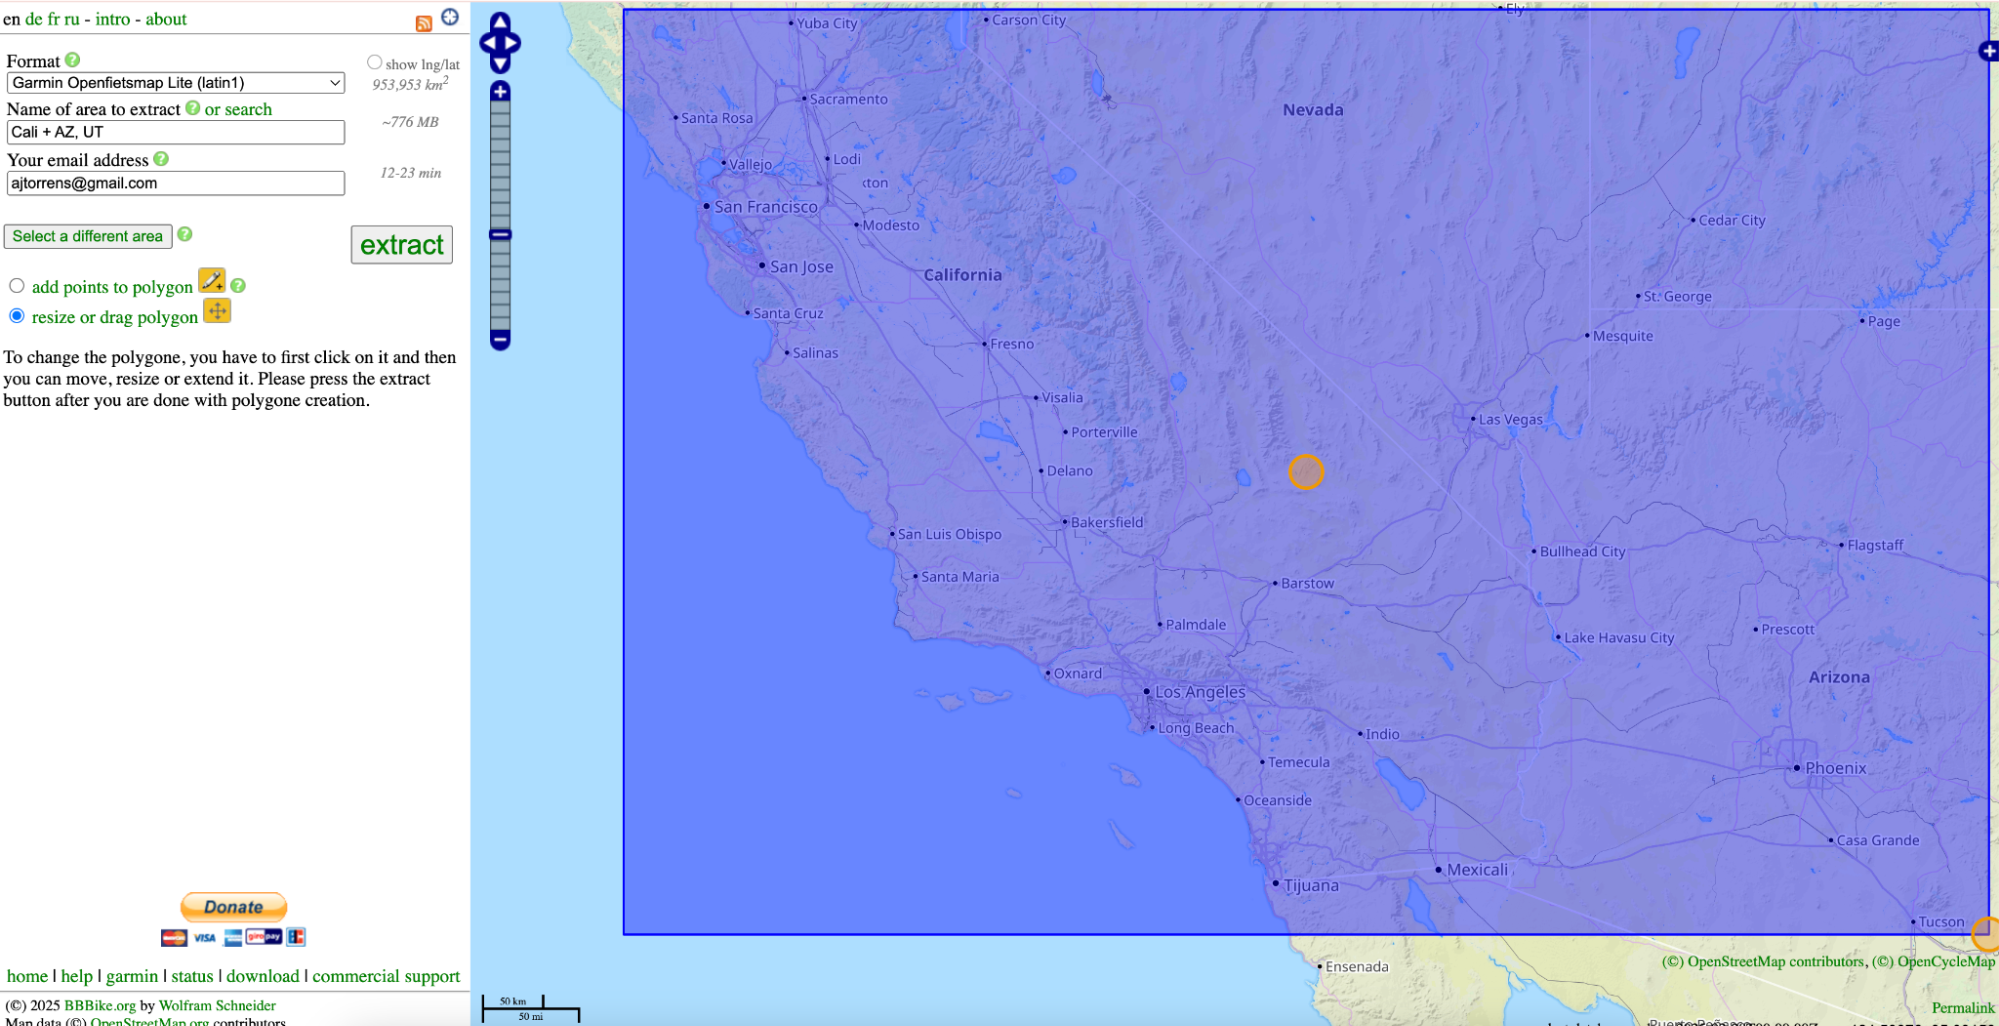 en de fr ru - intro - about
Format
show lng/lat
Garmin Openfietsmap Lite (latin1)
953,953 km2
Name of area to extract or search
~776 MB
Cali + AZ, UT
Your email address
12-23 min
ajtorrens@gmail.com
Select a different area
extract
add points to polygon
resize or drag polygon
To change the polygone, you have to first click on it and then
you can move, resize or extend it. Please press the extract
button after you are done with polygone creation.
Donate
VISA
giropay
home | help | garmin | status | download | commercial support
(©) 2025 BBBike.org by Wolfram Schneider
Map data (©) OpenStreetMap.org contributors
Ely
Yuba City
Carson City
Sacramento
Nevada
Santa Rosa
Vallejo
Lodi
kton
San Francisco
Modesto
Cedar City
San Jose
California
St. George
Santa Cruz
Page
Mesquite
Fresno
Salinas
Visalia
Las Vegas
Porterville
Delano
Bakersfield
San Luis Obispo
Flagstaff
Bullhead City
Santa Maria
Barstow
Palmdale
Prescott
Lake Havasu City
Oxnard
Arizona
Los Angeles
Long Beach
Indio
Temecula
Phoenix
Oceanside
Casa Grande
Mexicali
Tijuana
Tucson
Ensenada
(©) OpenStreetMap contributors, (©) OpenCycleMap
50 km
50 mi
Permalink